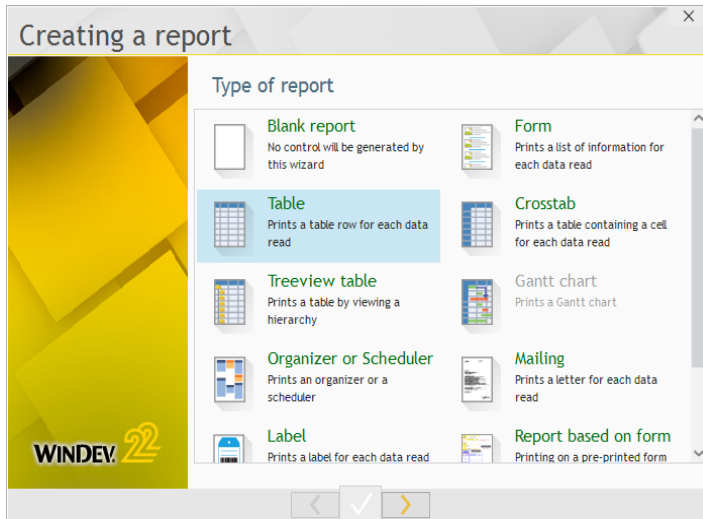 Creating a report
Type of report
Blank report
No control will be generated by
this wizard
Form
Prints a list of information for
each data read
Table
Prints a table row for each data
read
Crosstab
Prints a table containing a cell
for each data read
Treeview table
Prints a table by viewing a
hierarchy
Gantt chart
Prints a Gantt chart
Organizer or Scheduler
Prints an organizer or a
scheduler
Mailing
Prints a letter for each data
read
Label
Prints a label for each data read
Report based on form
Printing on a pre-printed form
WINDEV. 22